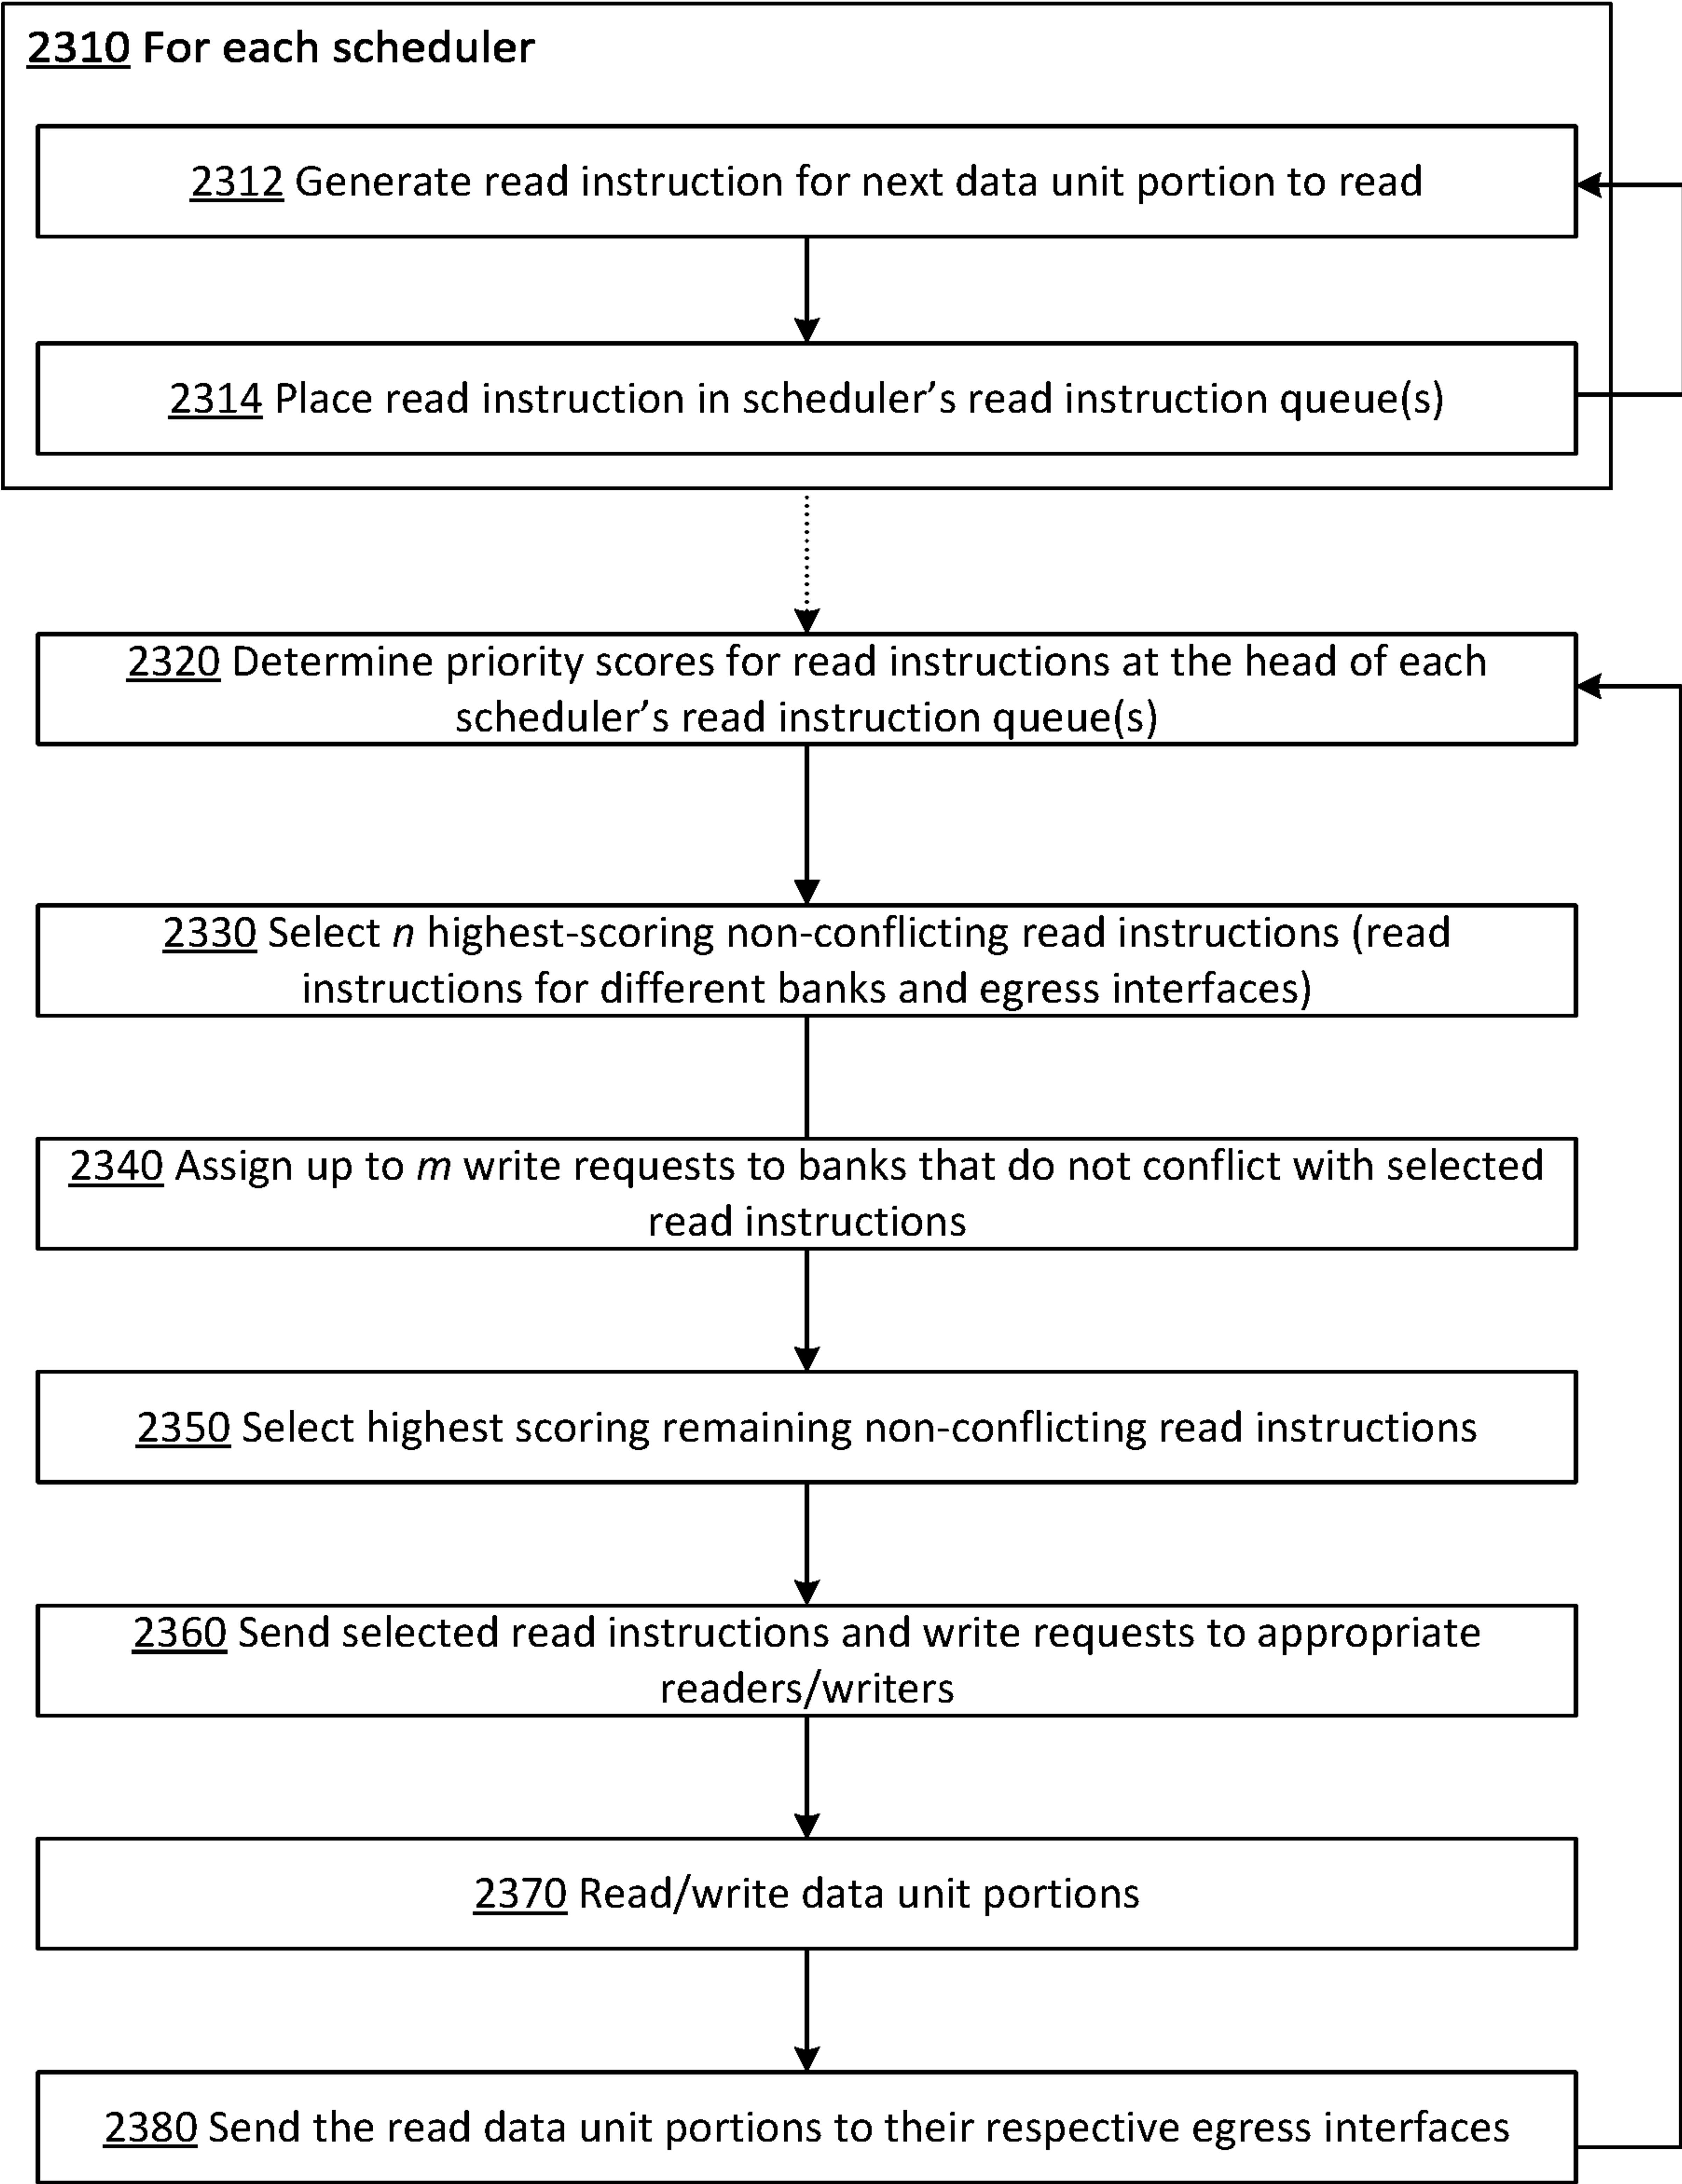 2310 For each scheduler
2312 Generate read instruction for next data unit portion to read
2314 Place read instruction in scheduler’s read instruction queue(s)
2320 Determine priority scores for read instructions at the head of each
scheduler’s read instruction queue(s)
2330 Select n highest-scoring non-conflicting read instructions (read
instructions for different banks and egress interfaces)
2340 Assign up to m write requests to banks that do not conflict with selected
read instructions
2350 Select highest scoring remaining non-conflicting read instructions
2360 Send selected read instructions and write requests to appropriate
readers/writers
2370 Read/write data unit portions
2380 Send the read data unit portions to their respective egress interfaces